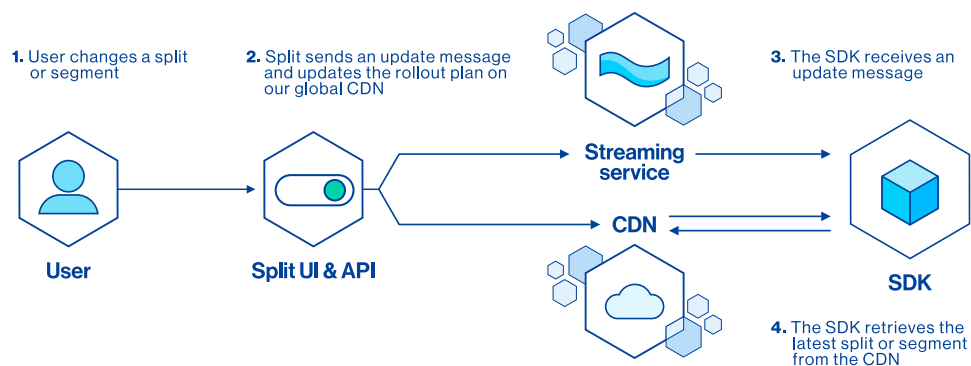 1. User changes a split
or segment
2. Split sends an update message
and updates the rollout plan on
our global CDN
3. The SDK receives an
update message
User
Split UI & API
Streaming
service
CDN
SDK
4. The SDK retrieves the
latest split or segment
from the CDN